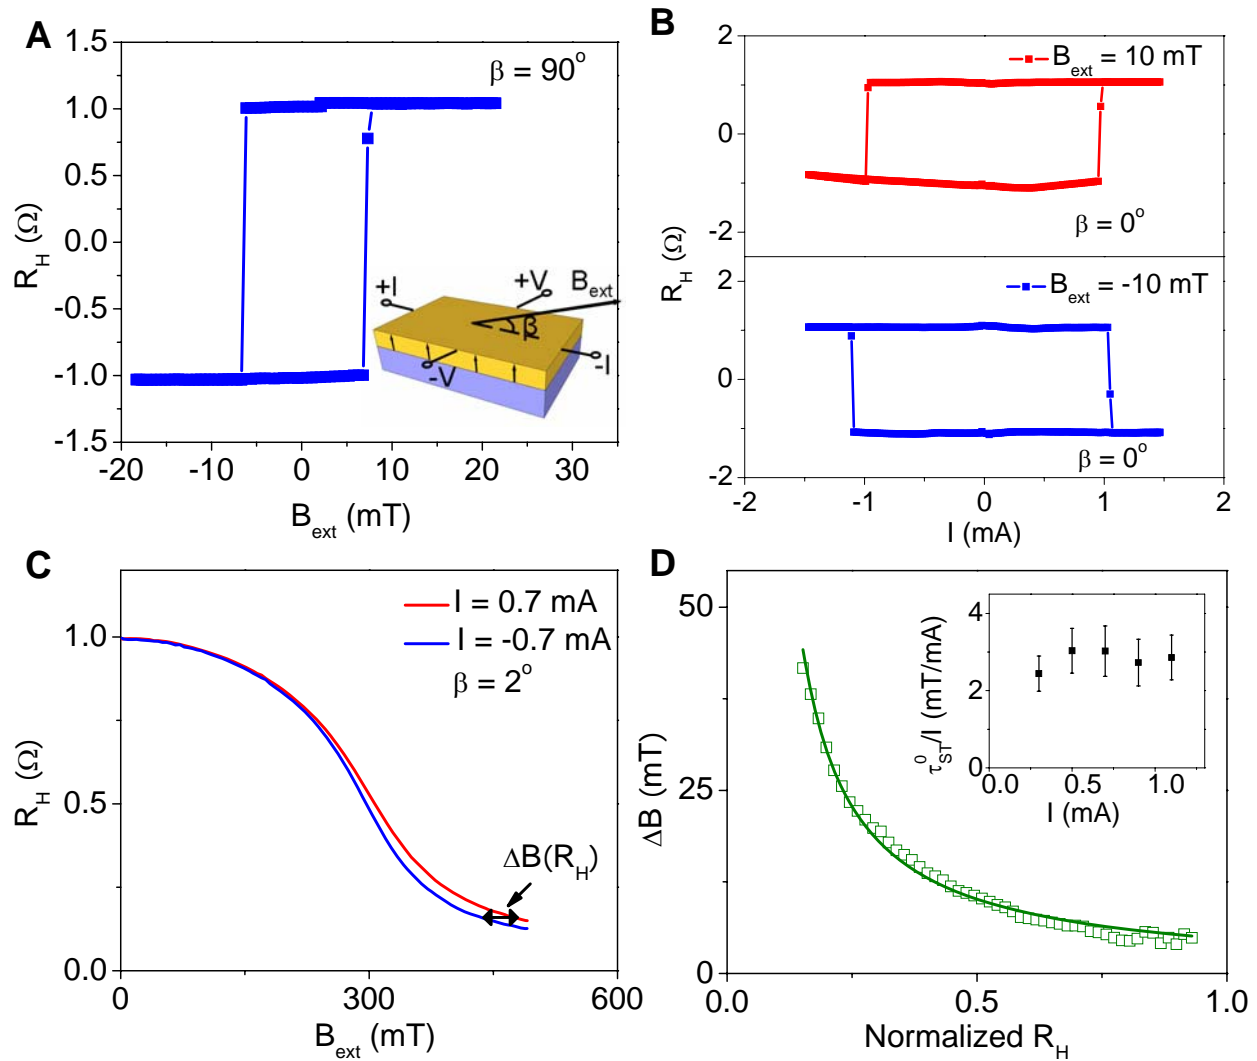 A
β = 90°
1.5
1.0
0.5
0.0
-0.5
-1.0
-1.5
R_H (Ω)
-20 -10 0 10 20 30
B_ext (mT)
+I
+V
B_ext
β
-V
-I
B
B_ext = 10 mT
2
0
-2
β = 0°
R_H (Ω)
B_ext = -10 mT
2
0
-2
β = 0°
-2 -1 0 1 2
I (mA)
C
I = 0.7 mA
I = -0.7 mA
β = 2°
1.0
0.5
0.0
R_H (Ω)
ΔB(R_H)
0 300 600
B_ext (mT)
D
50
25
0
ΔB (mT)
0.0 0.5 1.0
Normalized R_H
4
2
0
τ⁰_ST/I (mT/mA)
0.0 0.5 1.0
I (mA)